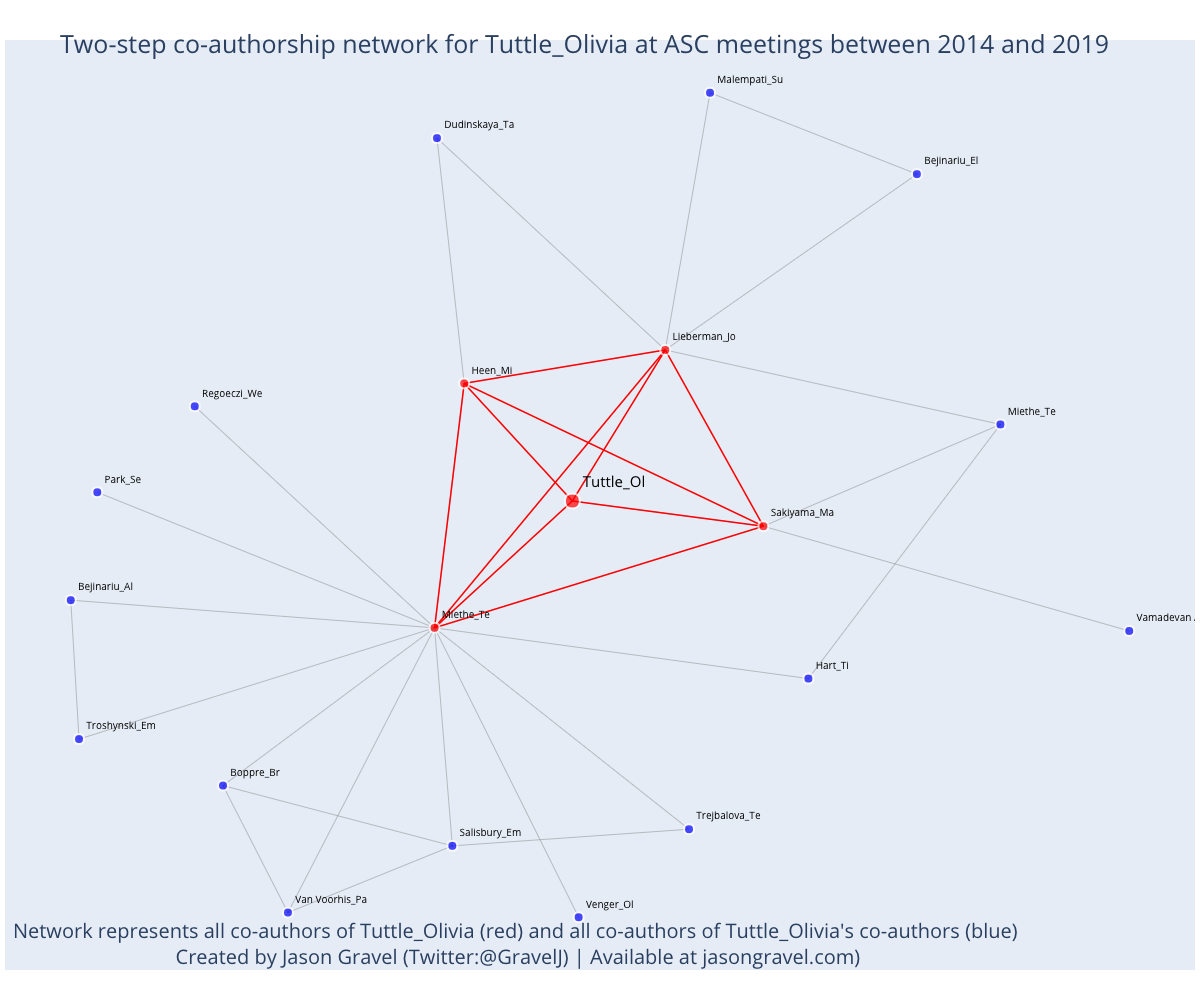 Two-step co-authorship network for Tuttle_Olivia at ASC meetings between 2014 and 2019
Malempati_Su
Dudinskaya_Ta
Bejinariu_El
Lieberman_Jo
Heen_Mi
Regoeczi_We
Miethe_Te
Park_Se
Tuttle_Ol
Sakiyama_Ma
Bejinariu_Al
Miethe_Te
Vamadevan
Hart_Ti
Troshynski_Em
Boppre_Br
Trejbalova_Te
Salisbury_Em
Van Voorhis_Pa
Venger_Ol
Network represents all co-authors of Tuttle_Olivia (red) and all co-authors of Tuttle_Olivia's co-authors (blue)
Created by Jason Gravel (Twitter:@GravelJ) | Available at jasongravel.com)